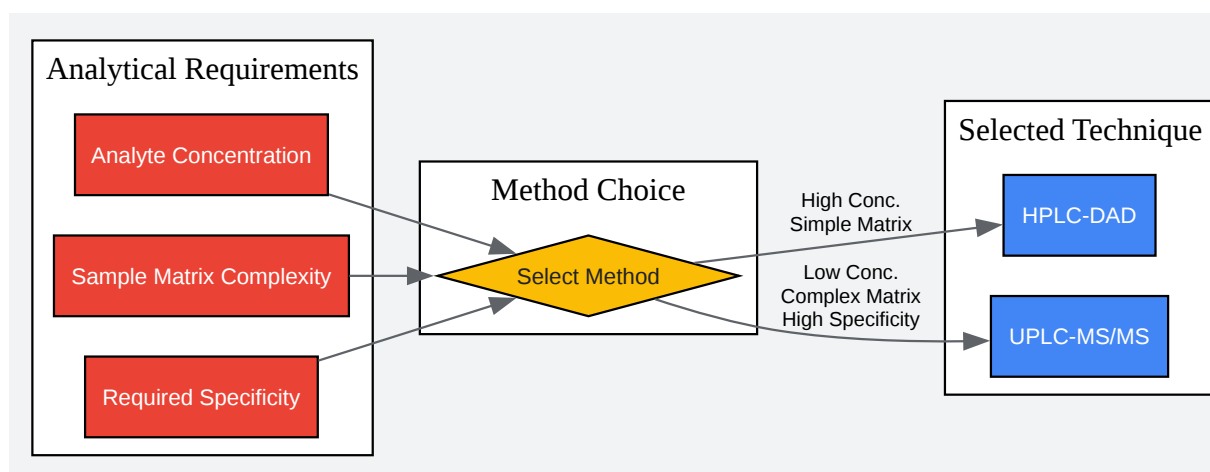 Analytical Requirements
Analyte Concentration
Sample Matrix Complexity
Required Specificity
Method Choice
Select Method
High Conc.
Simple Matrix
Low Conc.
Complex Matrix
High Specificity
Selected Technique
HPLC-DAD
UPLC-MS/MS